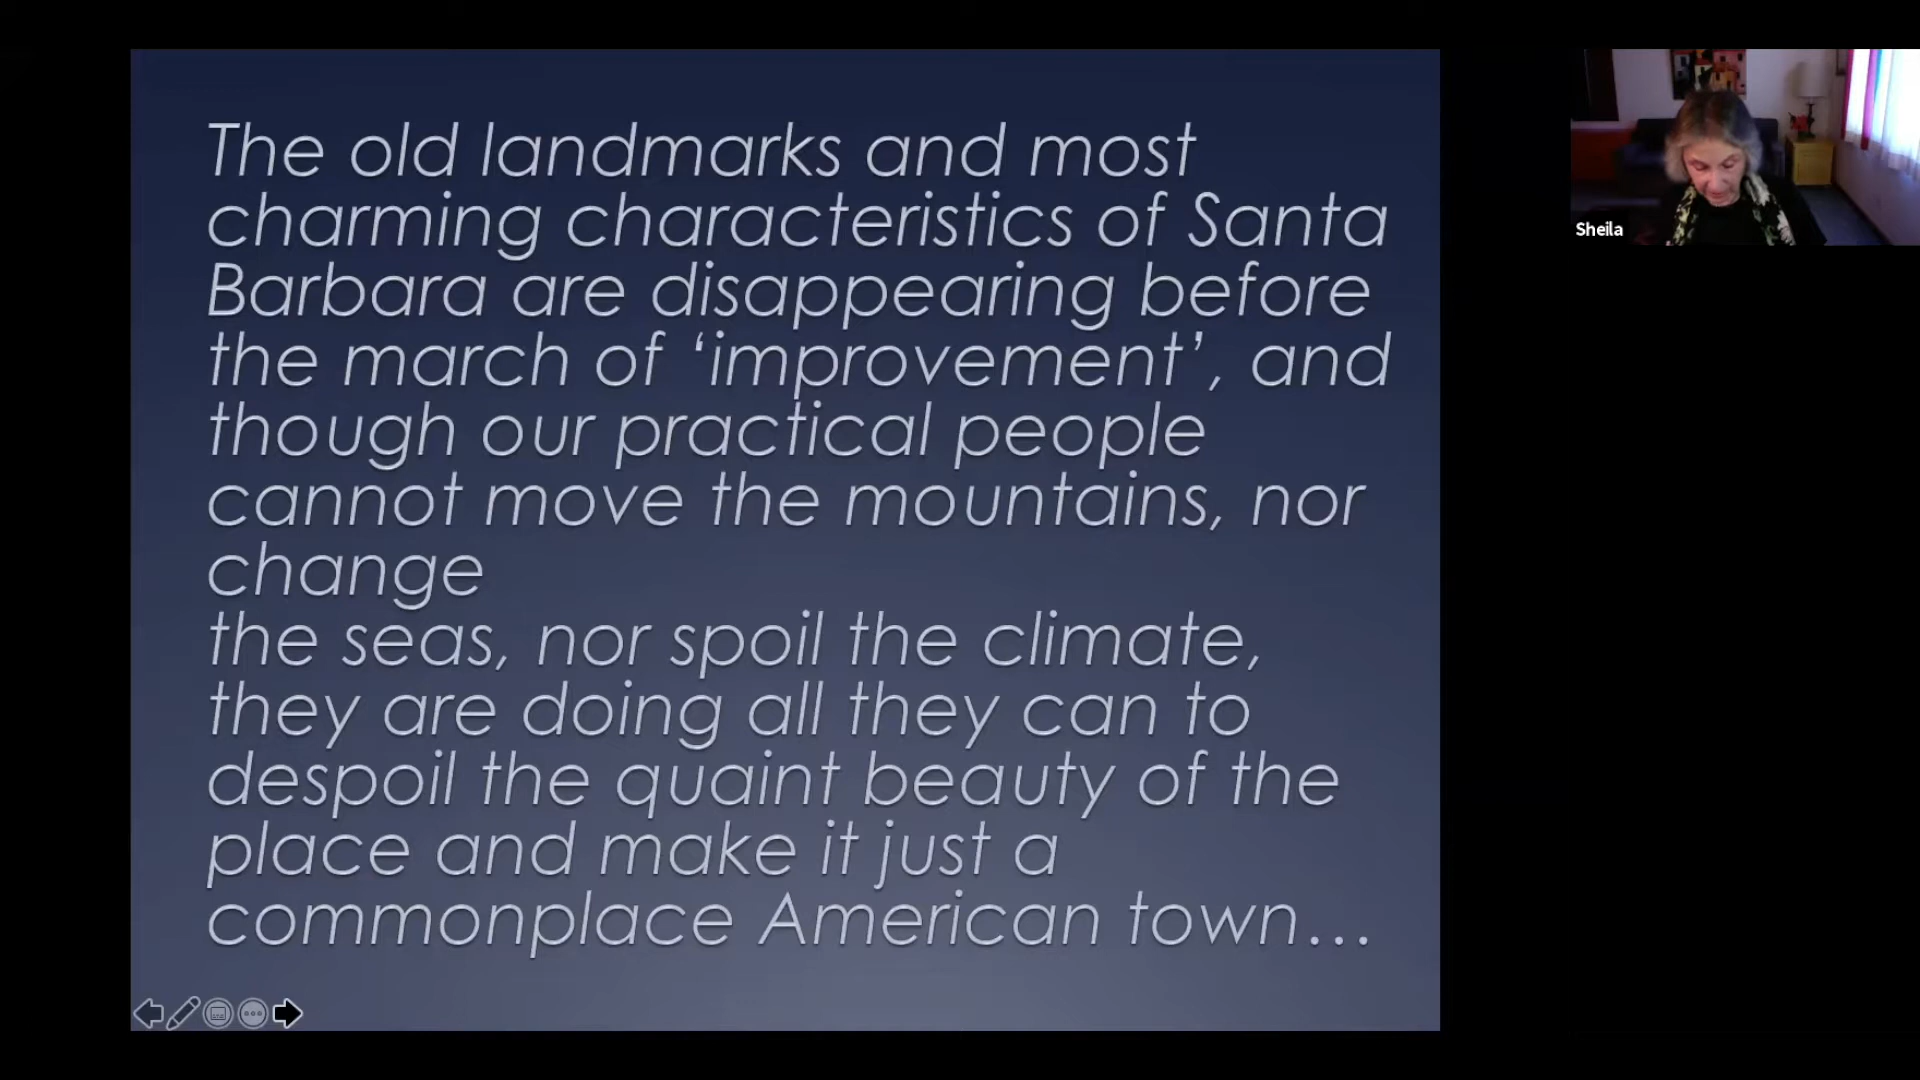 The old landmarks and most
charming characteristics of Santa
Barbara are disappearing before
the march of ‘improvement’, and
though our practical people
cannot move the mountains, nor
change
the seas, nor spoil the climate,
they are doing all they can to
despoil the quaint beauty of the
place and make it just a
commonplace American town…
Sheila